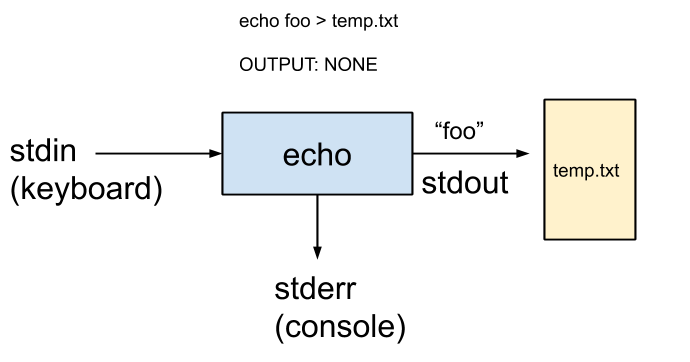 echo foo > temp.txt
OUTPUT: NONE
stdin
(keyboard)
echo
“foo”
stdout
temp.txt
stderr
(console)